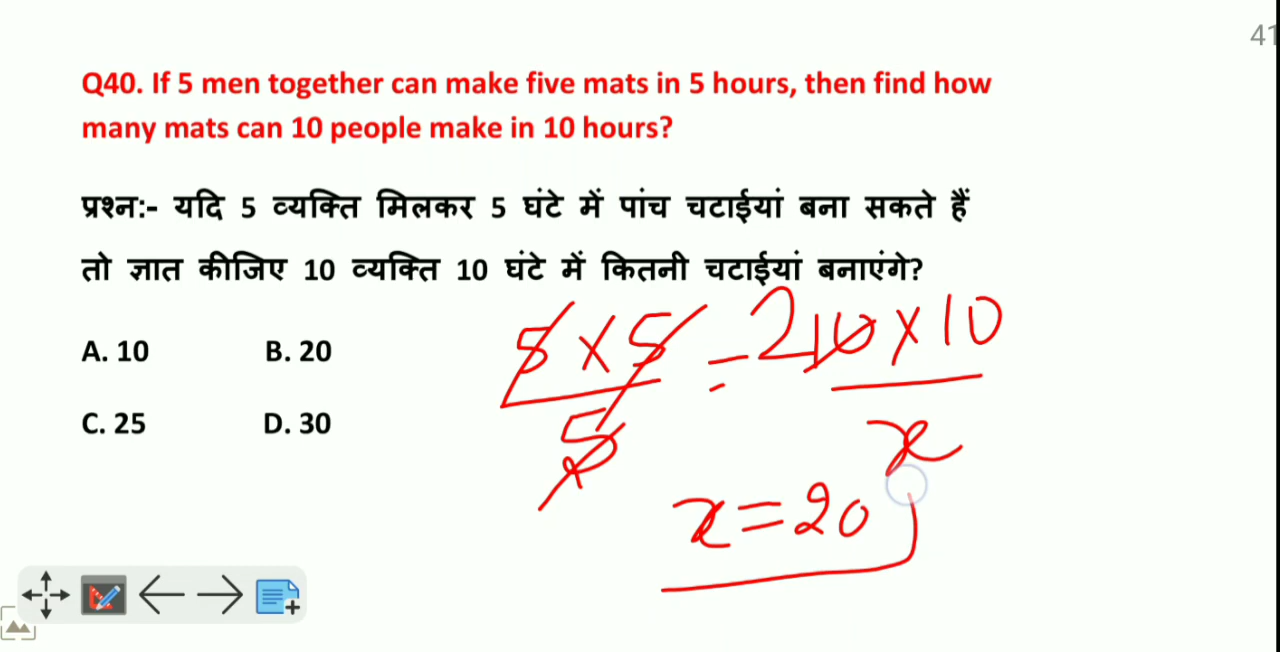 41
Q40. If 5 men together can make five mats in 5 hours, then find how
many mats can 10 people make in 10 hours?
प्रश्न:- यदि 5 व्यक्ति मिलकर 5 घंटे में पांच चटाईयां बना सकते हैं
तो ज्ञात कीजिए 10 व्यक्ति 10 घंटे में कितनी चटाईयां बनाएंगे?
A. 10 B. 20
C. 25 D. 30
5 x 5 = 2 10 x 10
5 x
x = 20